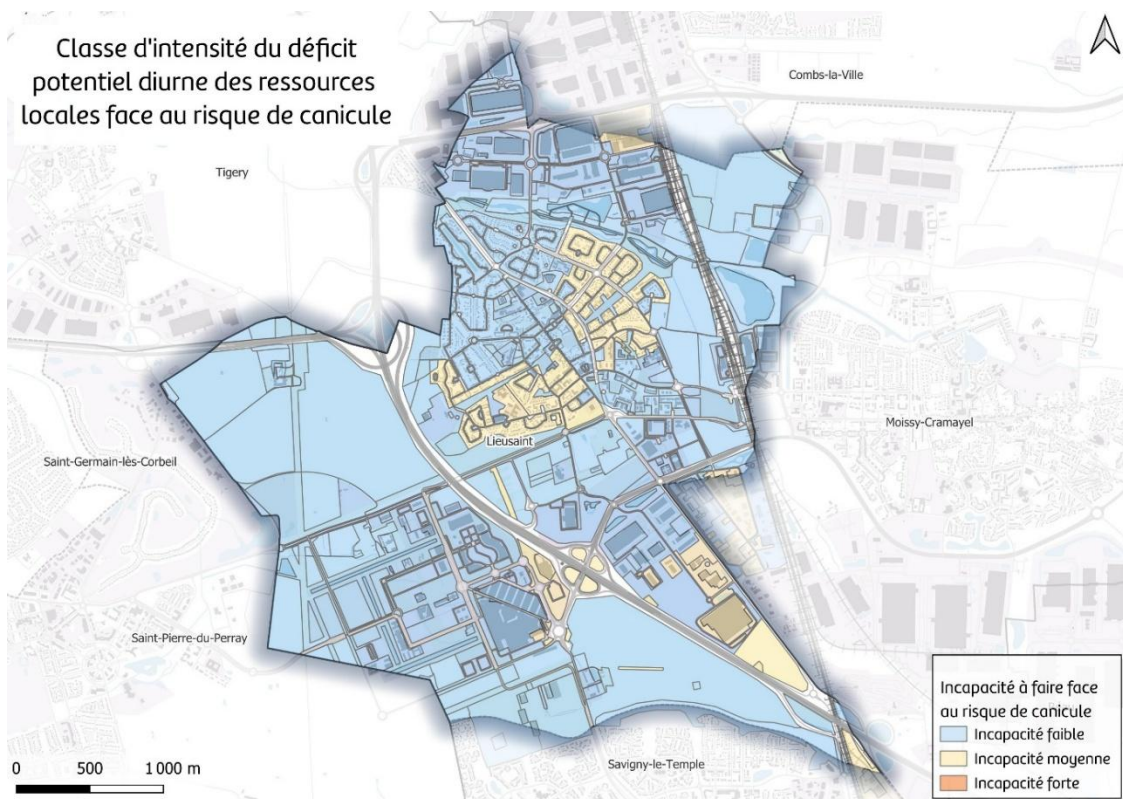 Classe d'intensité du déficit
potentiel diurne des ressources
locales face au risque de canicule
Combs-la-Ville
Tigery
Moissy-Cramayel
Lieusaint
Saint-Germain-lès-Corbeil
Saint-Pierre-du-Perray
Savigny-le-Temple
Incapacité à faire face
au risque de canicule
Incapacité faible
Incapacité moyenne
Incapacité forte
0 500 1 000 m